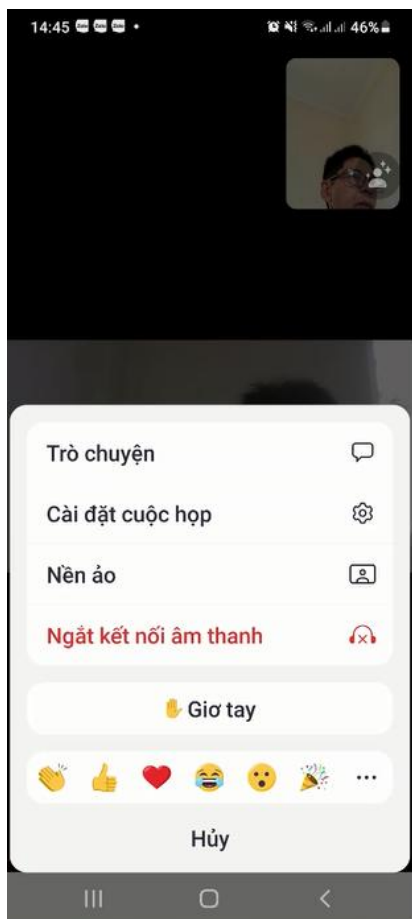 14:45
46%
Trò chuyện
Cài đặt cuộc họp
Nền ảo
Ngắt kết nối âm thanh
Giơ tay
Hủy